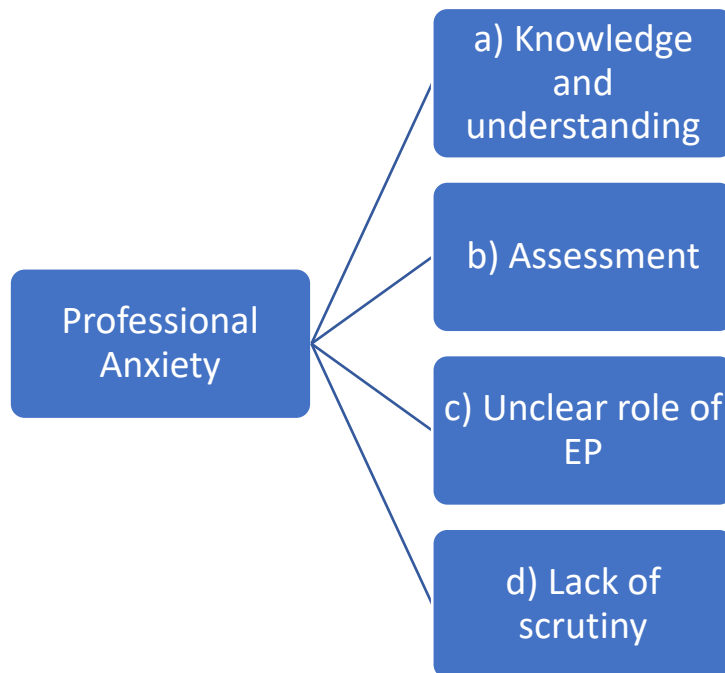 a) Knowledge
and
understanding
b) Assessment
Professional
Anxiety
c) Unclear role of
EP
d) Lack of
scrutiny